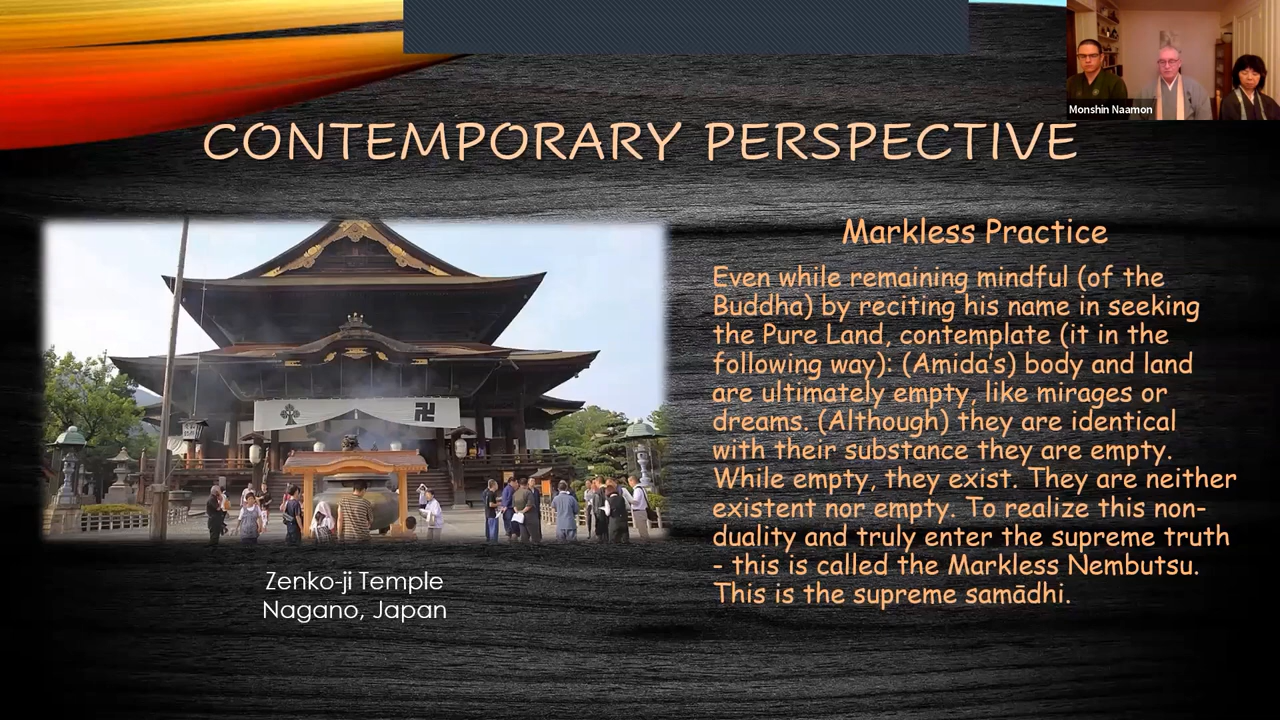 Monshin Naamon
CONTEMPORARY PERSPECTIVE
Markless Practice
Even while remaining mindful (of the
Buddha) by reciting his name in seeking
the Pure Land, contemplate (it in the
following way): (Amida's) body and land
are ultimately empty, like mirages or
dreams. (Although) they are identical
with their substance they are empty.
While empty, they exist. They are neither
existent nor empty. To realize this non-
duality and truly enter the supreme truth
- this is called the Markless Nembutsu.
This is the supreme samādhi.
卍
Zenko-ji Temple
Nagano, Japan